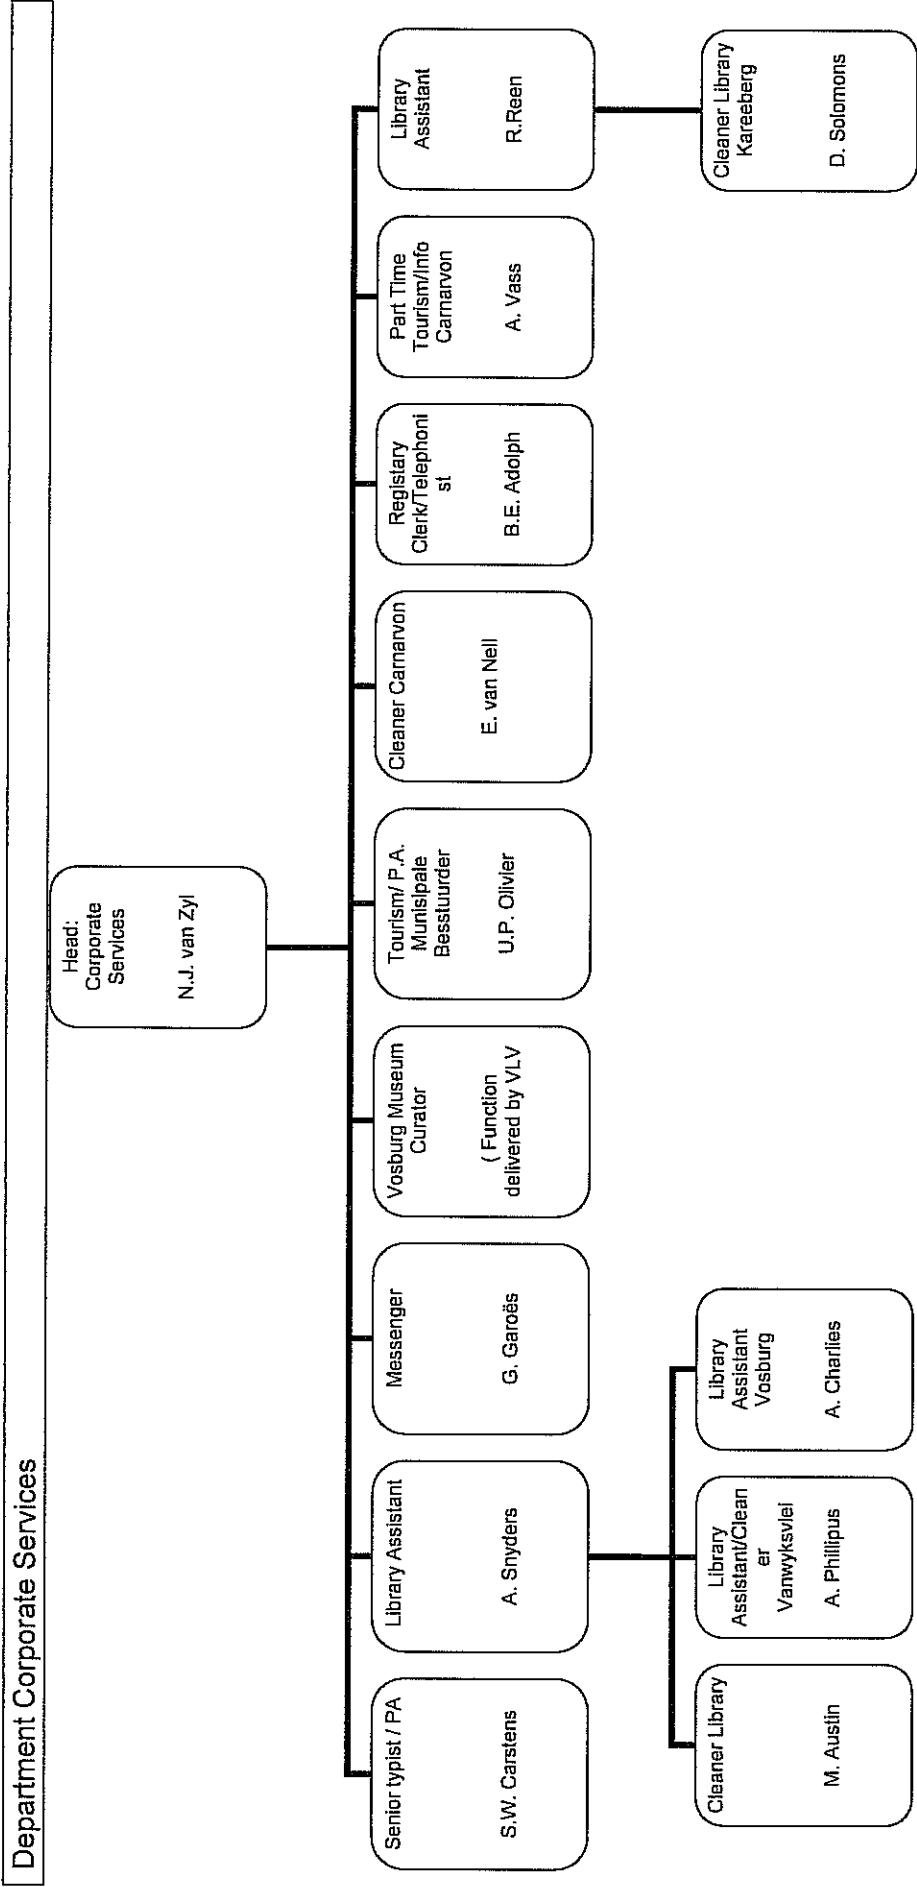 Department Corporate Services
Head:
Corporate
Services
N.J. van Zyl
Senior typist / PA
S.W. Carstens
Library Assistant
A. Snyders
Messenger
G. Garoës
Vosburg Museum
Curator
( Function
delivered by VLV
Tourism/ P.A.
Munisipale
Besstuurder
U.P. Olivier
Cleaner Carnarvon
E. van Nell
Registary
Clerk/Telephoni
st
B.E. Adolph
Part Time
Tourism/Info
Carnarvon
A. Vass
Library
Assistant
R.Reen
Cleaner Library
M. Austin
Library
Assistant/Clean
er
Vanwyksvlei
A. Phillipus
Library
Assistant
Vosburg
A. Charlies
Cleaner Library
Kareeberg
D. Solomons